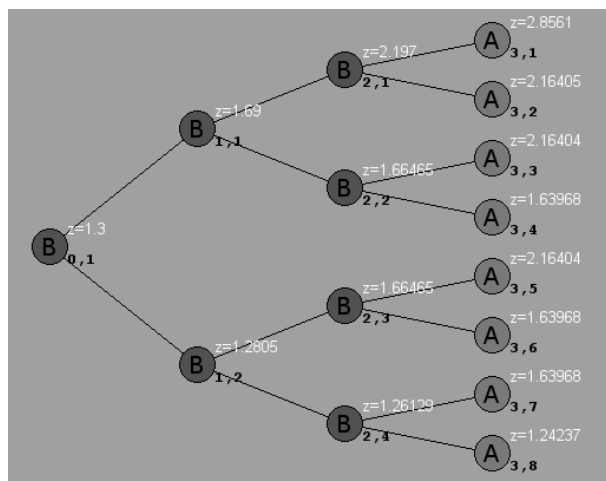 z=2.8561
A
3,1
z=2.197
B
2,1
z=2.16405
A
3,2
z=1.69
B
1,1
z=2.16404
A
3,3
z=1.66465
B
2,2
z=1.63968
A
3,4
z=1.3
B
0,1
z=2.16404
A
3,5
z=1.66465
B
2,3
z=1.63968
A
3,6
z=1.2805
B
1,2
z=1.63968
A
3,7
z=1.26129
B
2,4
z=1.24237
A
3,8